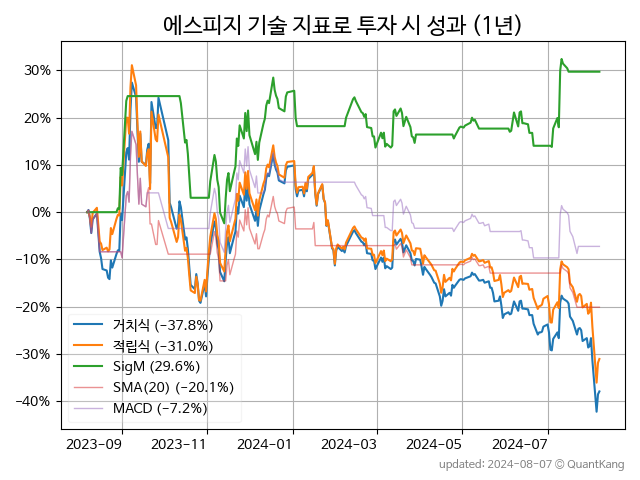 에스피지 기술 지표로 투자 시 성과 (1년)
30%
20%
10%
0%
−10%
−20%
−30%
−40%
거치식 (−37.8%)
적립식 (−31.0%)
SigM (29.6%)
SMA(20) (−20.1%)
MACD (−7.2%)
2023-09 2023-11 2024-01 2024-03 2024-05 2024-07
updated: 2024-08-07 © QuantKang